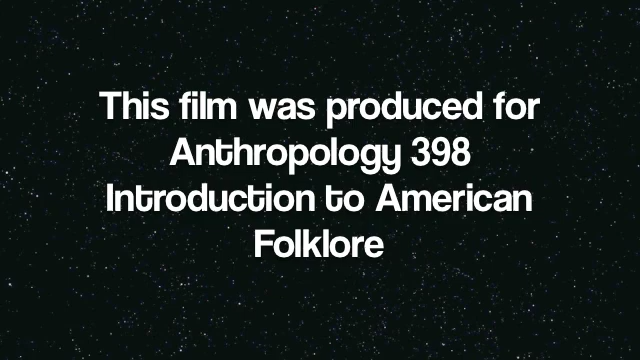 This film was produced for
Anthropology 398
Introduction to American
Folklore